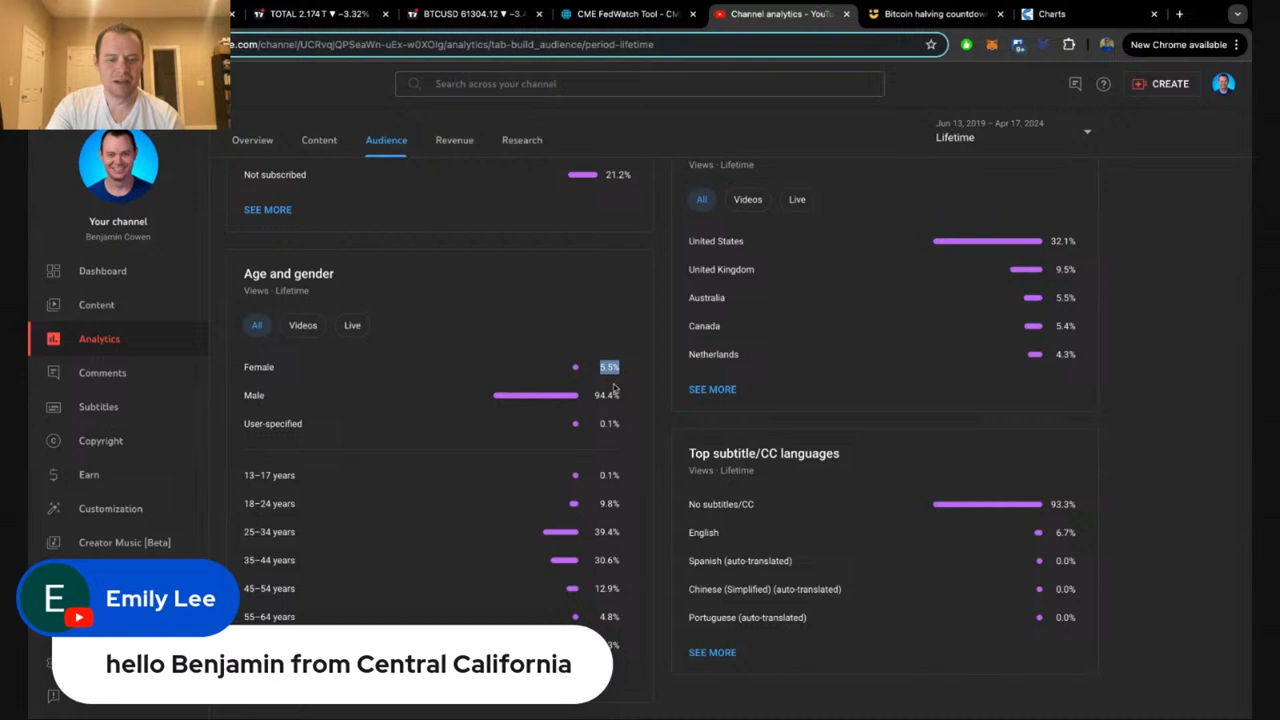 TOTAL 2.174 T ▼ −3.32%
BTCUSD 61304.12 ▼ −3.4
CME FedWatch Tool - CM
Channel analytics - YouTu
Bitcoin halving countdow
Charts
e.com/channel/UCRvqjQPSeaWn-uEx-w0XOIg/analytics/tab-build_audience/period-lifetime
9+
New Chrome available
Search across your channel
CREATE
Overview
Content
Audience
Revenue
Research
Jun 13, 2019 – Apr 17, 2024
Lifetime
Your channel
Benjamin Cowen
Dashboard
Content
Analytics
Comments
Subtitles
Copyright
Earn
Customization
Creator Music [Beta]
Not subscribed 21.2%
SEE MORE
Age and gender
Views · Lifetime
All Videos Live
Female 5.5%
Male 94.4%
User-specified 0.1%
13–17 years 0.1%
18–24 years 9.8%
25–34 years 39.4%
35–44 years 30.6%
45–54 years 12.9%
55–64 years 4.8%
3%
Views · Lifetime
All Videos Live
United States 32.1%
United Kingdom 9.5%
Australia 5.5%
Canada 5.4%
Netherlands 4.3%
SEE MORE
Top subtitle/CC languages
Views · Lifetime
No subtitles/CC 93.3%
English 6.7%
Spanish (auto-translated) 0.0%
Chinese (Simplified) (auto-translated) 0.0%
Portuguese (auto-translated) 0.0%
SEE MORE
E
Emily Lee
hello Benjamin from Central California